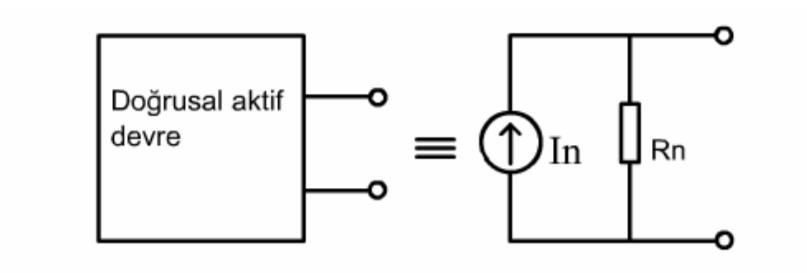 Doğrusal aktif
devre
In
Rn